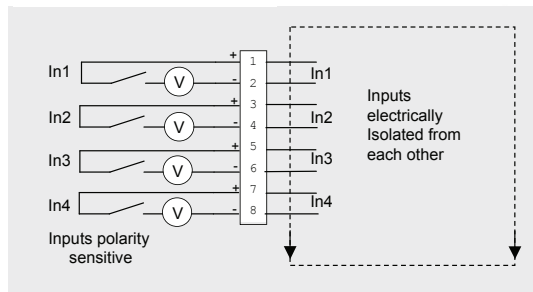 +
In1
1
In1
-
V
2
+
3
In2
In2
-
V
4
+
5
In3
In3
-
V
6
+
7
In4
In4
-
V
8
Inputs
electrically
Isolated from
each other
Inputs polarity
sensitive